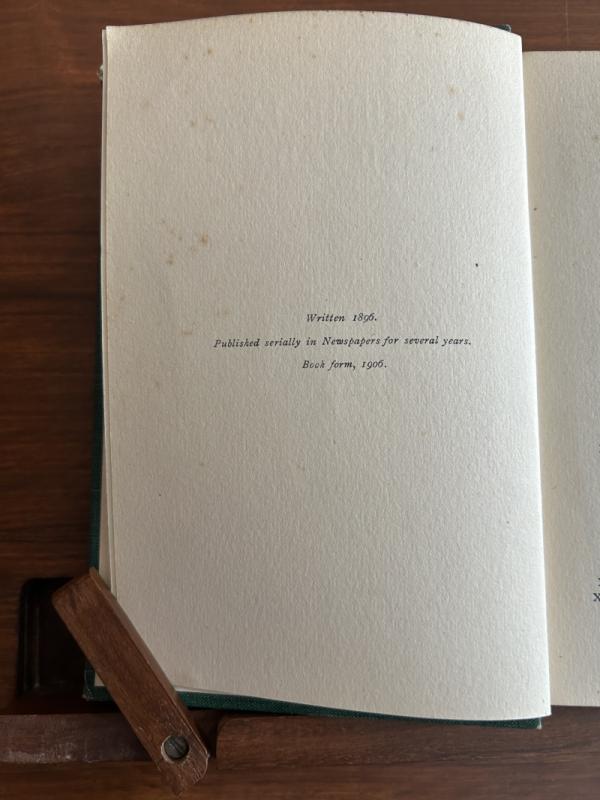 Written 1896.
Published serially in Newspapers for several years.
Book form, 1906.
X